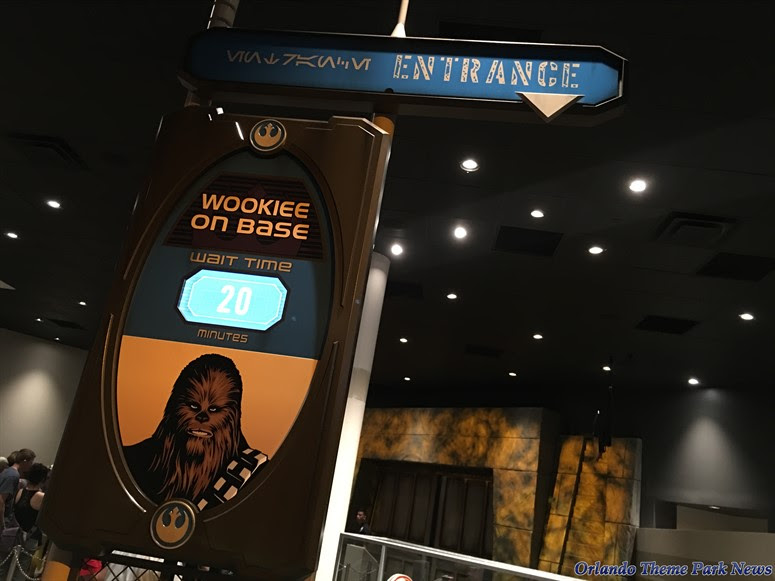 ENTRANCE
WOOKIEE
ON BASE
WAIT TIME
20
MINUTES
Orlando Theme Park News